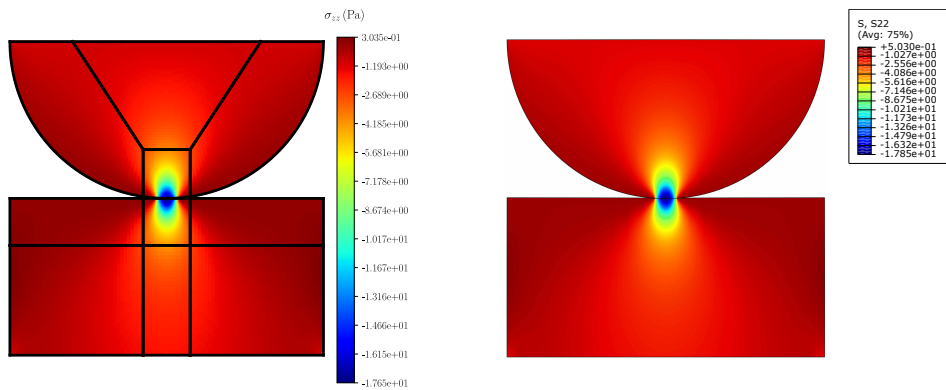 σzz(Pa)
3.035e-01
-1.193e+00
-2.689e+00
-4.185e+00
-5.681e+00
-7.178e+00
-8.674e+00
-1.017e+01
-1.167e+01
-1.316e+01
-1.466e+01
-1.615e+01
-1.765e+01
S, S22
(Avg: 75%)
+5.030e-01
-1.027e+00
-2.556e+00
-4.086e+00
-5.616e+00
-7.146e+00
-8.675e+00
-1.021e+01
-1.173e+01
-1.326e+01
-1.479e+01
-1.632e+01
-1.785e+01